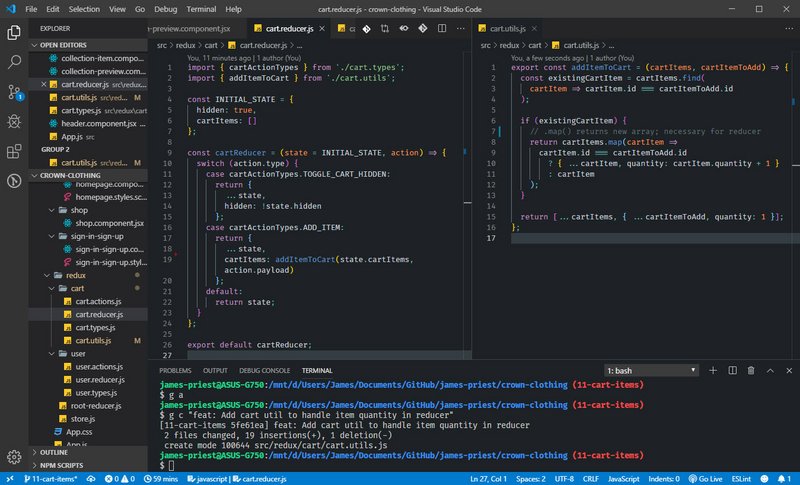 File Edit Selection View Go Debug Terminal Help
cart.reducer.js - crown-clothing - Visual Studio Code
EXPLORER
OPEN EDITORS
collection-item.compo...
collection-preview.com...
cart.reducer.js src\redux...
cart.utils.js src\red... M
cart.types.js src\redux\cart
header.component.jsx
App.js src
GROUP 2
cart.utils.js src\red... M
CROWN-CLOTHING
homepage.compo...
homepage.styles.sc...
shop
shop.component.jsx
sign-in-sign-up
sign-in-sign-up.co...
sign-in-sign-up.style...
redux
cart
cart.actions.js
cart.reducer.js
cart.types.js
cart.utils.js M
user
user.actions.js
user.reducer.js
user.types.js
root-reducer.js
store.js
App.css
App.js
OUTLINE
NPM SCRIPTS
n-preview.component.jsx
cart.reducer.js
src › redux › cart › cart.reducer.js › ...
You, 11 minutes ago | 1 author (You)
1 import { cartActionTypes } from './cart.types';
2 import { addItemToCart } from './cart.utils';
3
4 const INITIAL_STATE = {
5 hidden: true,
6 cartItems: []
7 };
8
9 const cartReducer = (state = INITIAL_STATE, action) => {
10 switch (action.type) {
11 case cartActionTypes.TOGGLE_CART_HIDDEN:
12 return {
13 ...state,
14 hidden: !state.hidden
15 };
16 case cartActionTypes.ADD_ITEM:
17 return {
18 ...state,
19 cartItems: addItemToCart(state.cartItems,
action.payload)
20 };
21 default:
22 return state;
23 }
24 };
25
26 export default cartReducer;
27
cart.utils.js
src › redux › cart › cart.utils.js › ...
You, a few seconds ago | 1 author (You)
1 export const addItemToCart = (cartItems, cartItemToAdd) => {
2 const existingCartItem = cartItems.find(
3 cartItem => cartItem.id === cartItemToAdd.id
4 );
5
6 if (existingCartItem) {
7 // .map() returns new array; necessary for reducer
8 return cartItems.map(cartItem =>
9 cartItem.id === cartItemToAdd.id
10 ? { ...cartItem, quantity: cartItem.quantity + 1 }
11 : cartItem
12 );
13 }
14
15 return [...cartItems, { ...cartItemToAdd, quantity: 1 }];
16 };
17
PROBLEMS OUTPUT DEBUG CONSOLE TERMINAL
1: bash
james-priest@ASUS-G750:/mnt/d/Users/James/Documents/GitHub/james-priest/crown-clothing (11-cart-items)
$ g a
james-priest@ASUS-G750:/mnt/d/Users/James/Documents/GitHub/james-priest/crown-clothing (11-cart-items)
$ g c "feat: Add cart util to handle item quantity in reducer"
[11-cart-items 5fe61ea] feat: Add cart util to handle item quantity in reducer
2 files changed, 19 insertions(+), 1 deletion(-)
create mode 100644 src/redux/cart/cart.utils.js
james-priest@ASUS-G750:/mnt/d/Users/James/Documents/GitHub/james-priest/crown-clothing (11-cart-items)
$
11-cart-items* 0 0 59 mins javascript | cart.reducer.js Ln 27, Col 1 Spaces: 2 UTF-8 CRLF JavaScript Indents: 0 Go Live ESLint